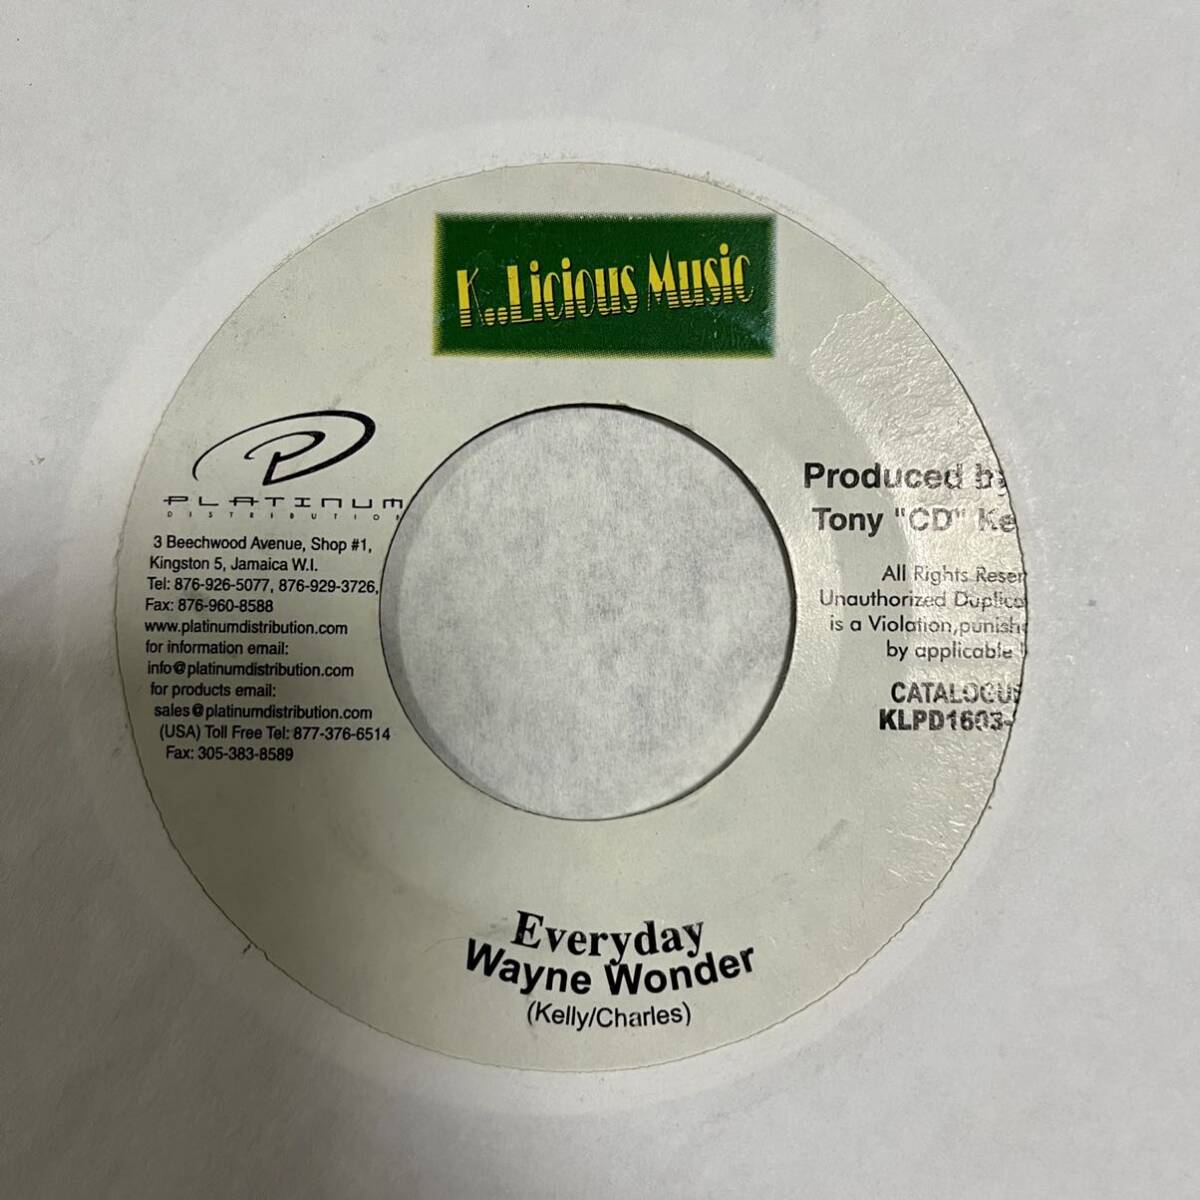 K..Licious Music
PLATINUM
DISTRIBUTION
3 Beechwood Avenue, Shop #1,
Kingston 5, Jamaica W.I.
Tel: 876-926-5077, 876-929-3726,
Fax: 876-960-8588
www.platinumdistribution.com
for information email:
info@platinumdistribution.com
for products email:
sales@platinumdistribution.com
(USA) Toll Free Tel: 877-376-6514
Fax: 305-383-8589
Produced by
Tony "CD" Ke
All Rights Reser
Unauthorized Duplica
is a Violation,punish
by applicable
CATALOGUE
KLPD1603-
Everyday
Wayne Wonder
(Kelly/Charles)